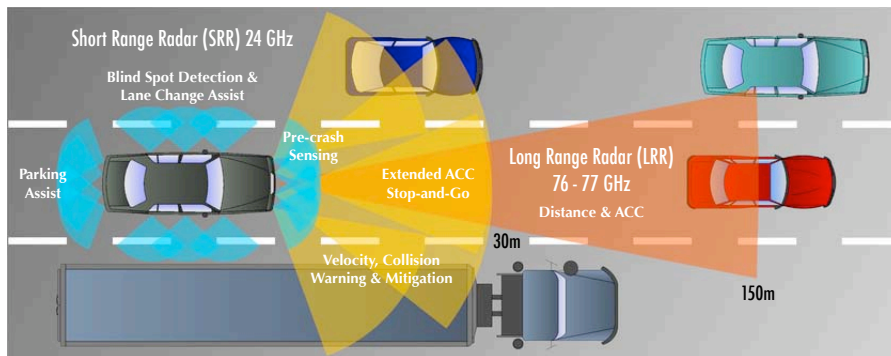 Short Range Radar (SRR) 24 GHz
Blind Spot Detection &
Lane Change Assist
Parking
Assist
Pre-crash
Sensing
Extended ACC
Stop-and-Go
Long Range Radar (LRR)
76 - 77 GHz
Distance & ACC
Velocity, Collision
Warning & Mitigation
30m
150m